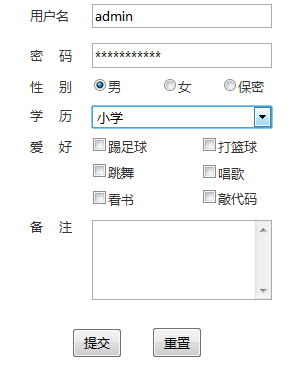 用户名 admin
密 码 ***********
性 别 男 女 保密
学 历 小学
爱 好 踢足球 打篮球
跳舞 唱歌
看书 敲代码
备 注
提交 重置